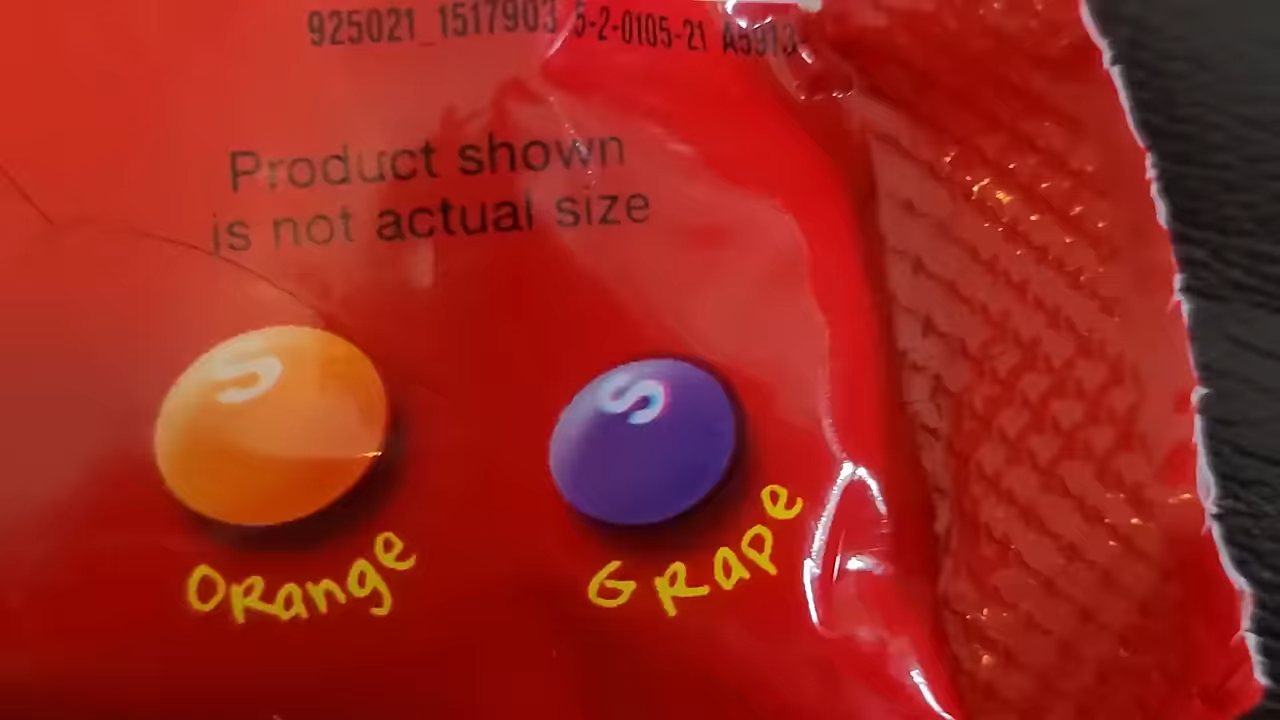 925021_1517903 5-2-0105-21 A5913
Product shown
is not actual size
S
S
Orange
Grape